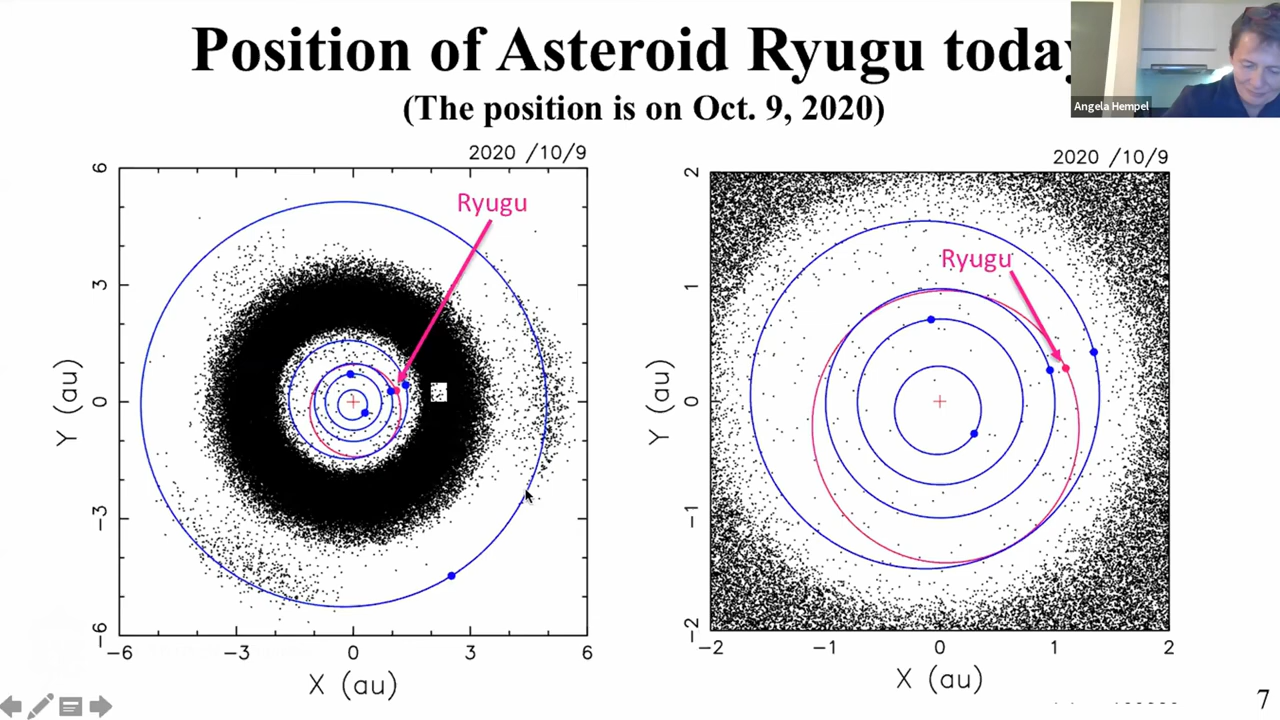 Position of Asteroid Ryugu today
(The position is on Oct. 9, 2020)
Angela Hempel
2020 /10/9
6
3
0
−3
−6
Y (au)
Ryugu
−6 −3 0 3 6
X (au)
2020 /10/9
2
1
0
−1
−2
Y (au)
Ryugu
−2 −1 0 1 2
X (au)
7